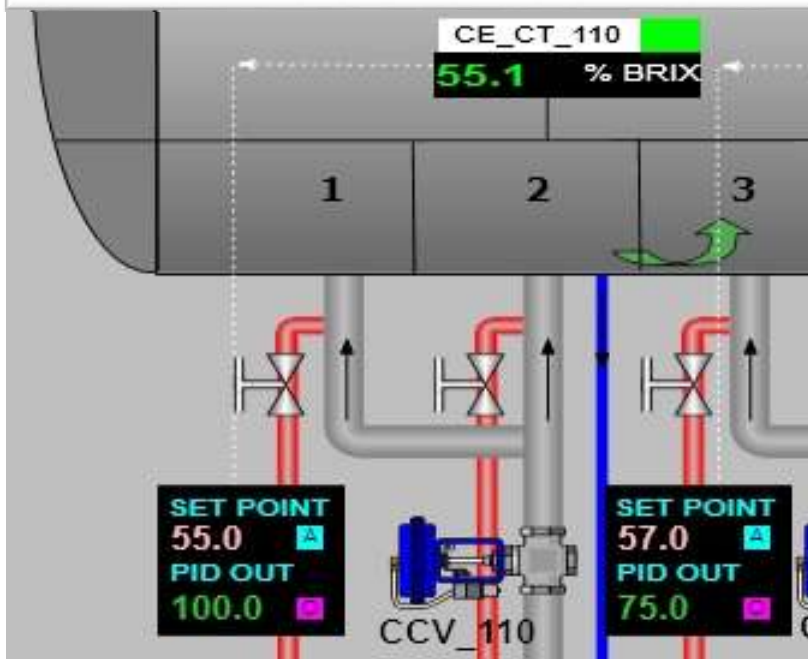 CE_CT_110
55.1 % BRIX
1 2 3
SET POINT
55.0 A
PID OUT
100.0
CCV_110
SET POINT
57.0 A
PID OUT
75.0